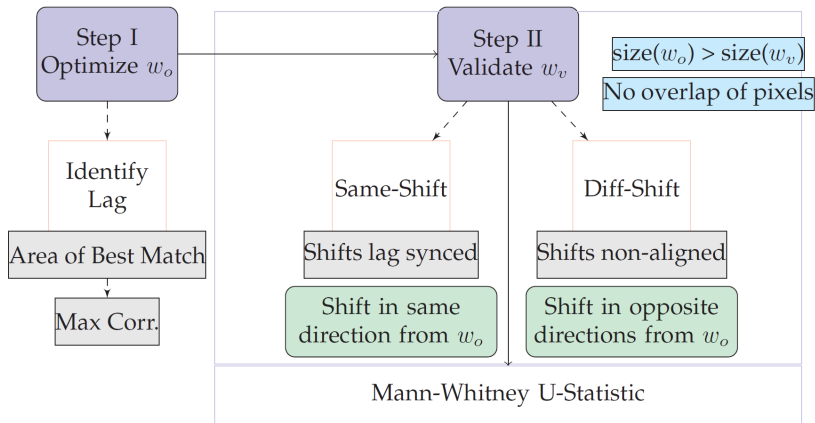 Step I
Optimize w_o
Step II
Validate w_v
size(w_o) > size(w_v)
No overlap of pixels
Identify
Lag
Same-Shift
Diff-Shift
Area of Best Match
Shifts lag synced
Shifts non-aligned
Max Corr.
Shift in same
direction from w_o
Shift in opposite
directions from w_o
Mann-Whitney U-Statistic